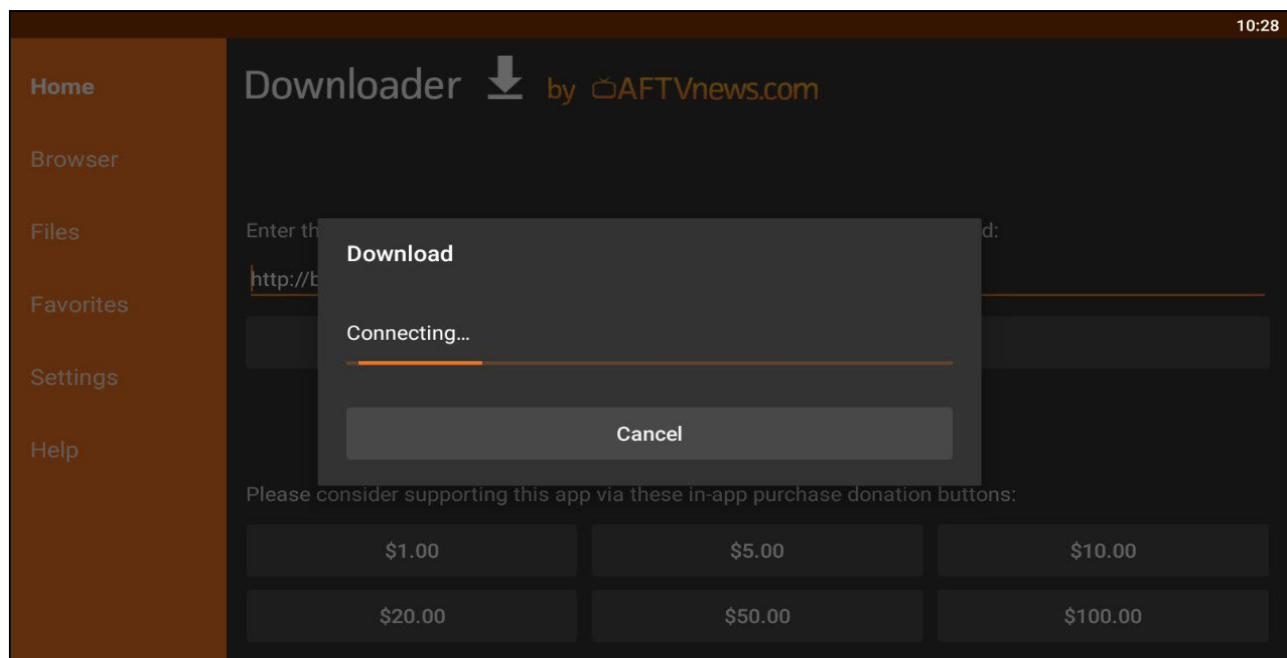 10:28
Home
Browser
Files
Favorites
Settings
Help
Downloader by AFTVnews.com
Enter th d:
http://b
Download
Connecting...
Cancel
Please consider supporting this app via these in-app purchase donation buttons:
$1.00 $5.00 $10.00
$20.00 $50.00 $100.00